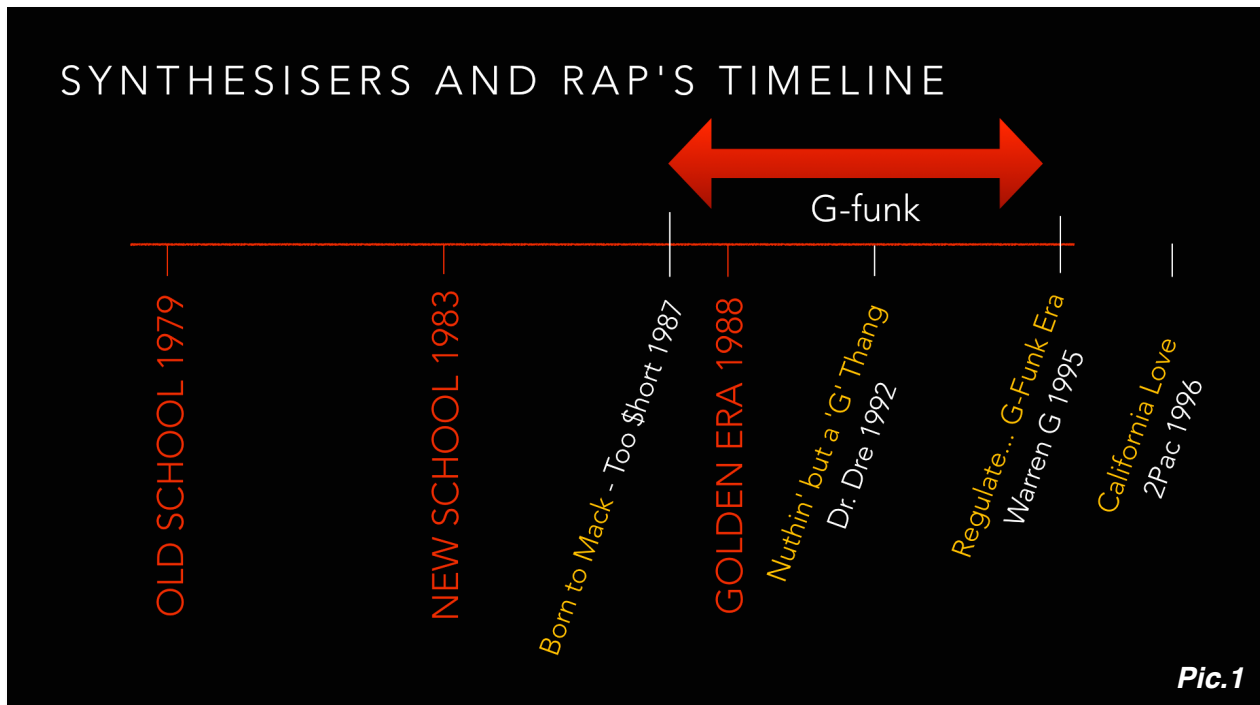 SYNTHESISERS AND RAP'S TIMELINE
G-funk
OLD SCHOOL 1979
NEW SCHOOL 1983
Born to Mack - Too $hort 1987
GOLDEN ERA 1988
Nuthin' but a 'G' Thang
Dr. Dre 1992
Regulate... G-Funk Era
Warren G 1995
California Love
2Pac 1996
Pic.1